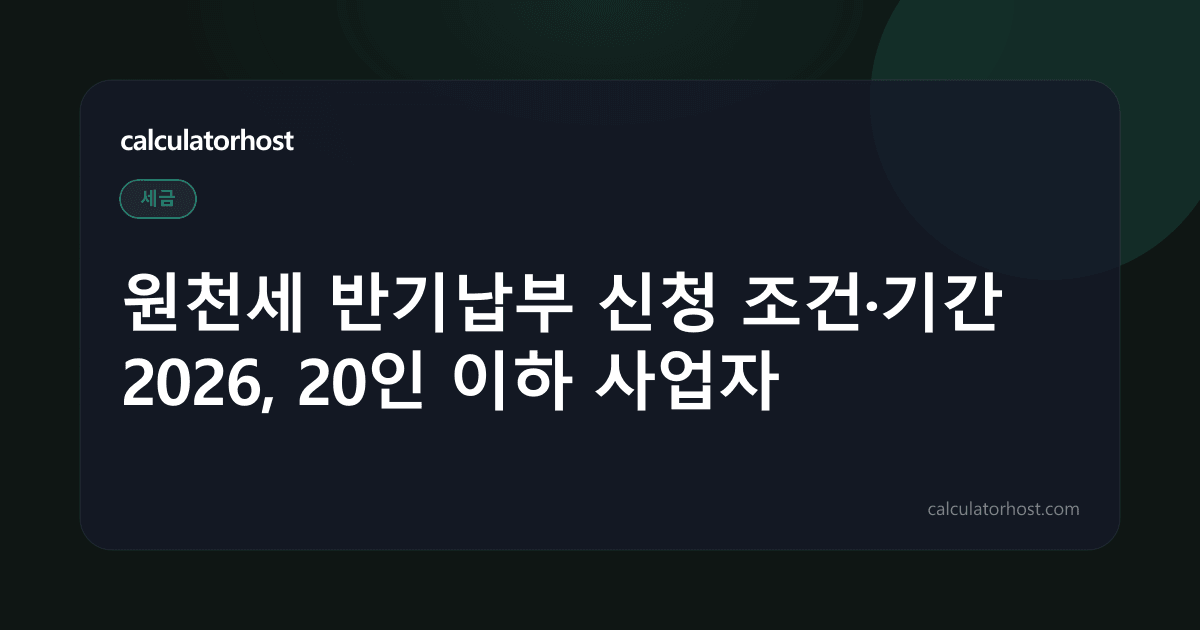 calculatorhost
세금
원천세 반기납부 신청 조건·기간
2026, 20인 이하 사업자
calculatorhost.com